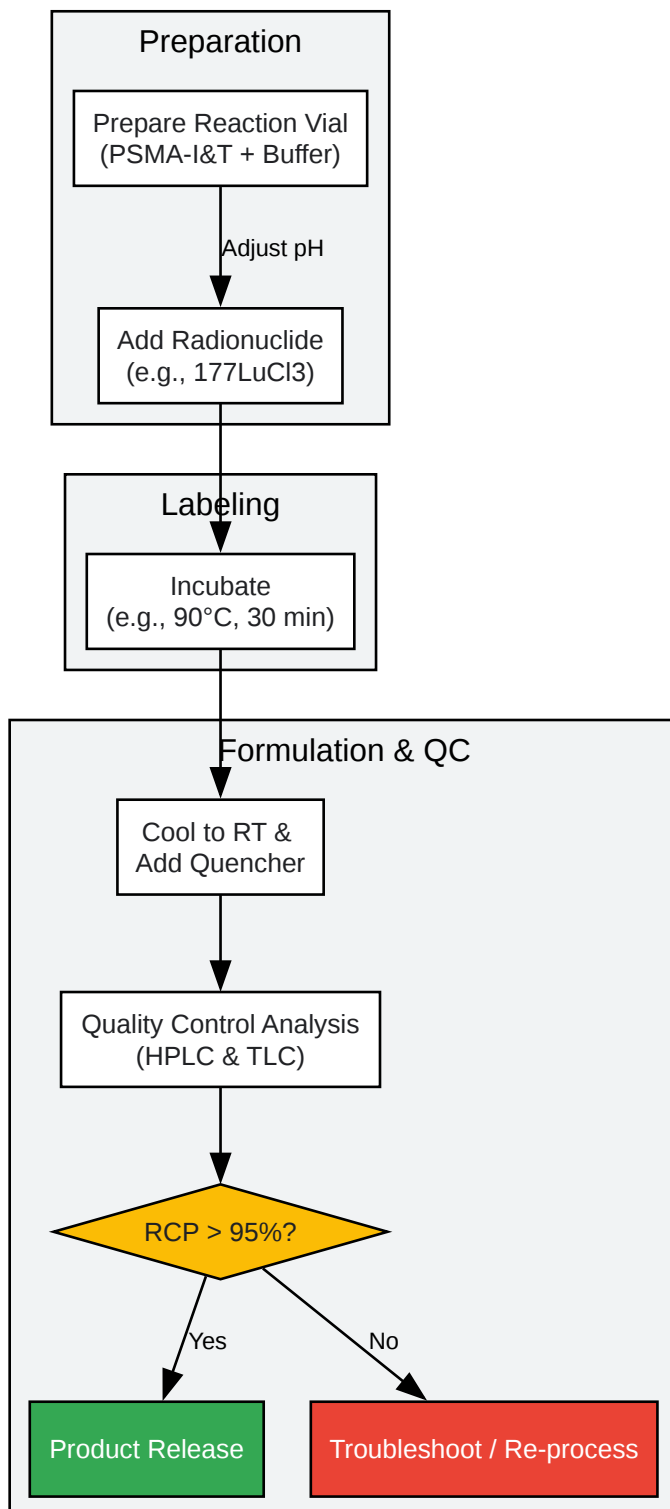 Preparation
Prepare Reaction Vial
(PSMA-I&T + Buffer)
Adjust pH
Add Radionuclide
(e.g., 177LuCl3)
Labeling
Incubate
(e.g., 90°C, 30 min)
Formulation & QC
Cool to RT &
Add Quencher
Quality Control Analysis
(HPLC & TLC)
RCP > 95%?
Yes
No
Product Release
Troubleshoot / Re-process